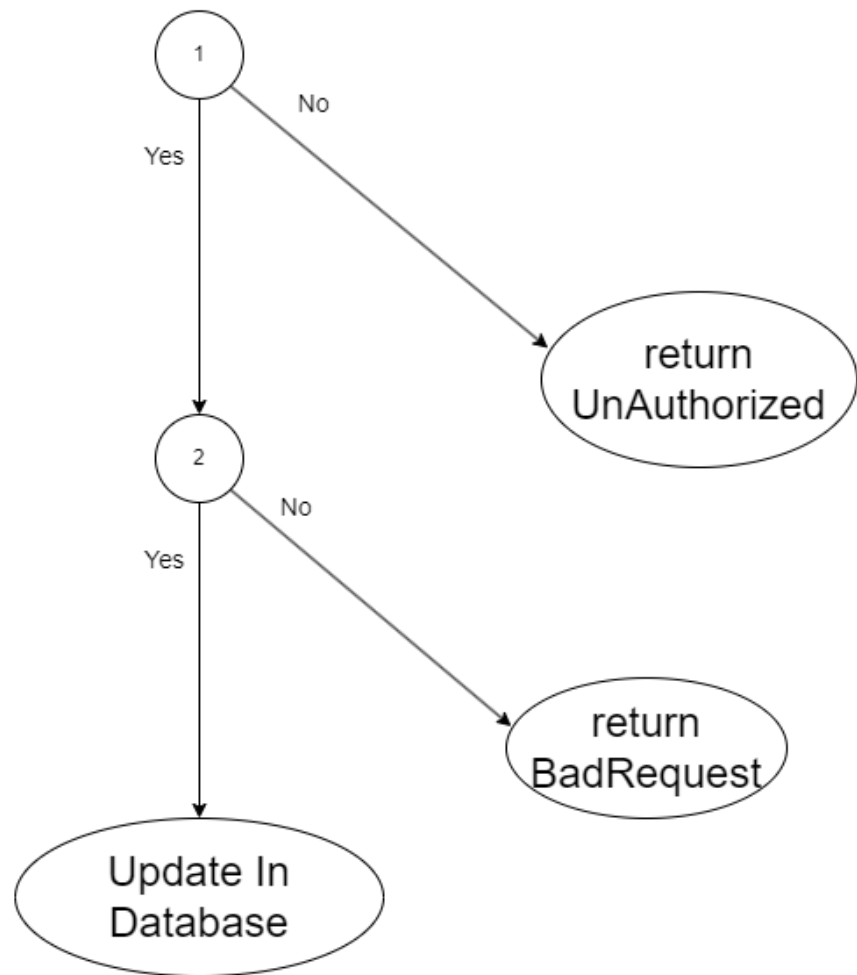 1
No
Yes
return
UnAuthorized
2
No
Yes
return
BadRequest
Update In
Database